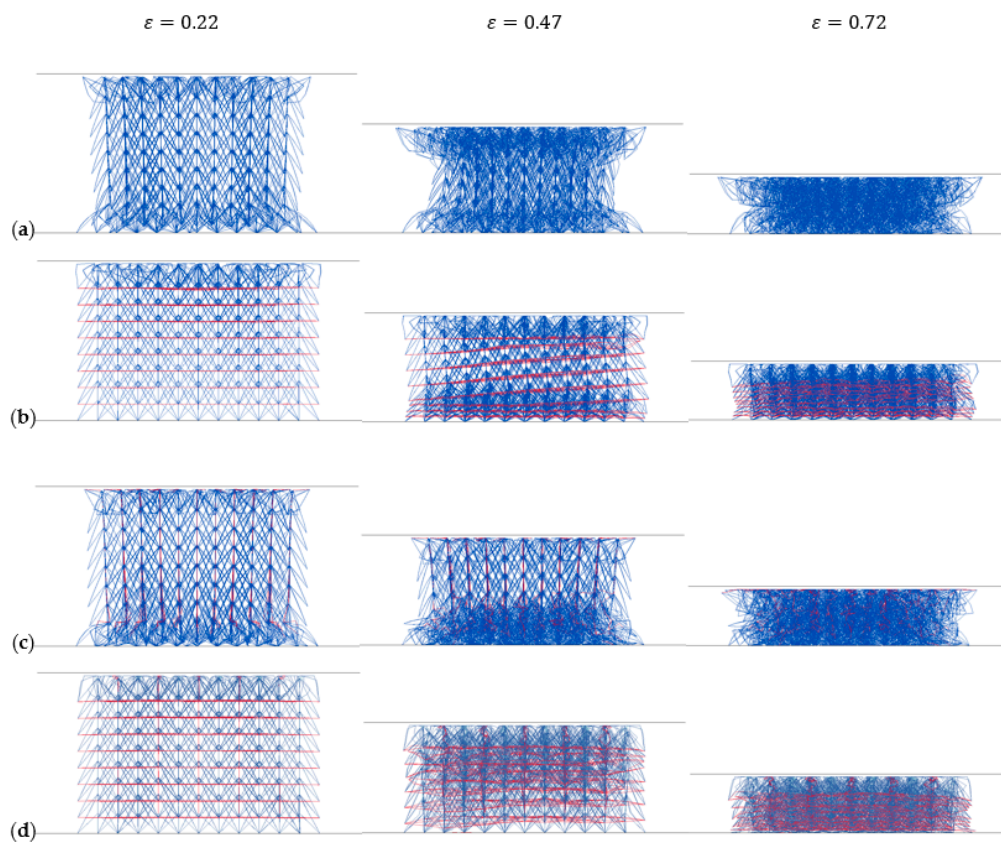 ε = 0.22 ε = 0.47 ε = 0.72
(a)
(b)
(c)
(d)